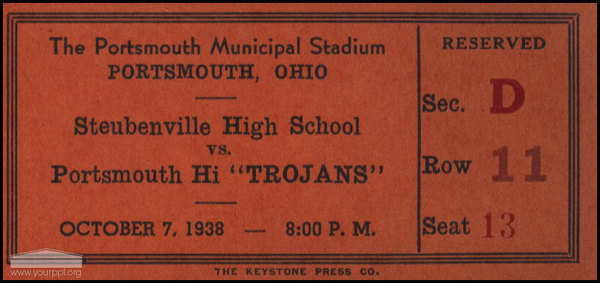 The Portsmouth Municipal Stadium
PORTSMOUTH, OHIO
Steubenville High School
vs.
Portsmouth Hi "TROJANS"
OCTOBER 7, 1938 — 8:00 P. M.
RESERVED
Sec. D
Row 11
Seat 13
THE KEYSTONE PRESS CO.
www.yourppl.org